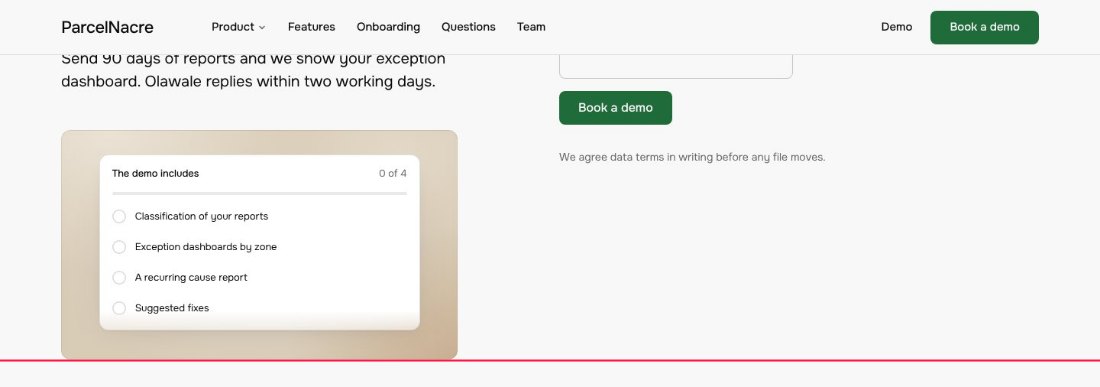 ParcelNacre
Product
Features
Onboarding
Questions
Team
Demo
Book a demo
Send 90 days of reports and we show your exception
dashboard. Olawale replies within two working days.
The demo includes
0 of 4
Classification of your reports
Exception dashboards by zone
A recurring cause report
Suggested fixes
Book a demo
We agree data terms in writing before any file moves.